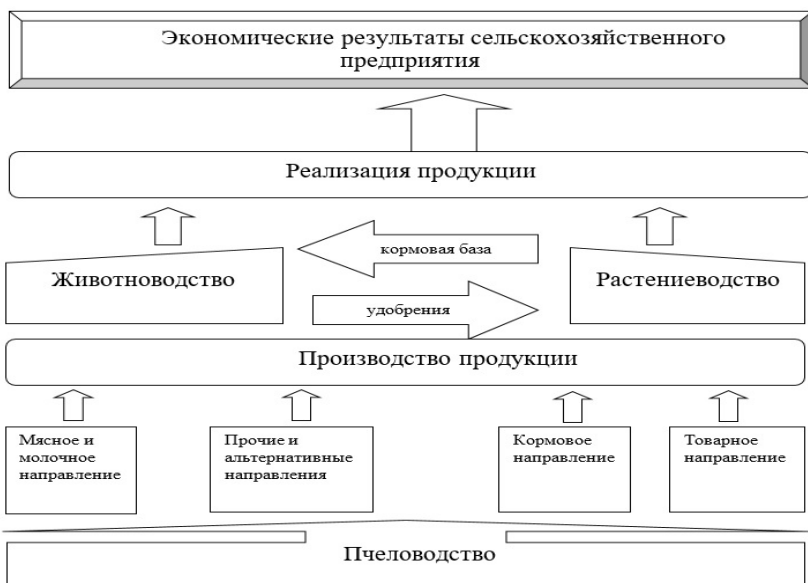 Экономические результаты сельскохозяйственного
предприятия
Реализация продукции
кормовая база
Животноводство
Растениеводство
удобрения
Производство продукции
Мясное и
молочное
направление
Прочие и
альтернативные
направления
Кормовое
направление
Товарное
направление
Пчеловодство